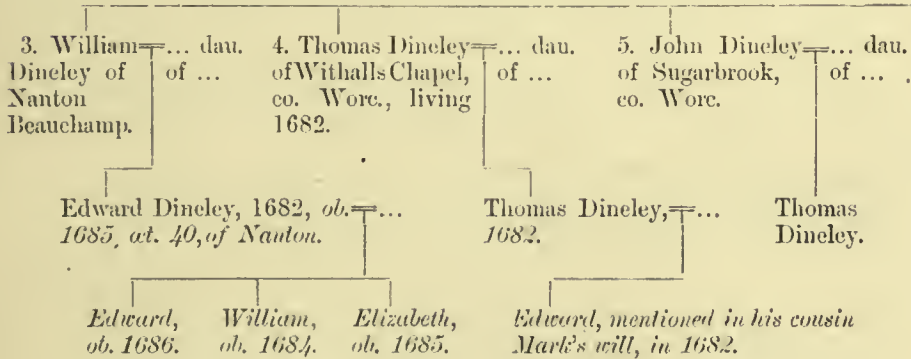 3. William=... dau.
Dineley of of ...
Nanton
Beauchamp.
4. Thomas Dineley=... dau.
of Withalls Chapel, of ...
co. Worc., living
1682.
5. John Dineley=... dau.
of Sugarbrook, of ...
co. Worc.
Edward Dineley, 1682, ob.=...
1685, æt. 40, of Nanton.
Thomas Dineley,=...
1682.
Thomas
Dineley.
Edward,
ob. 1686.
William,
ob. 1684.
Elizabeth,
ob. 1685.
Edward, mentioned in his cousin
Mark's will, in 1682.